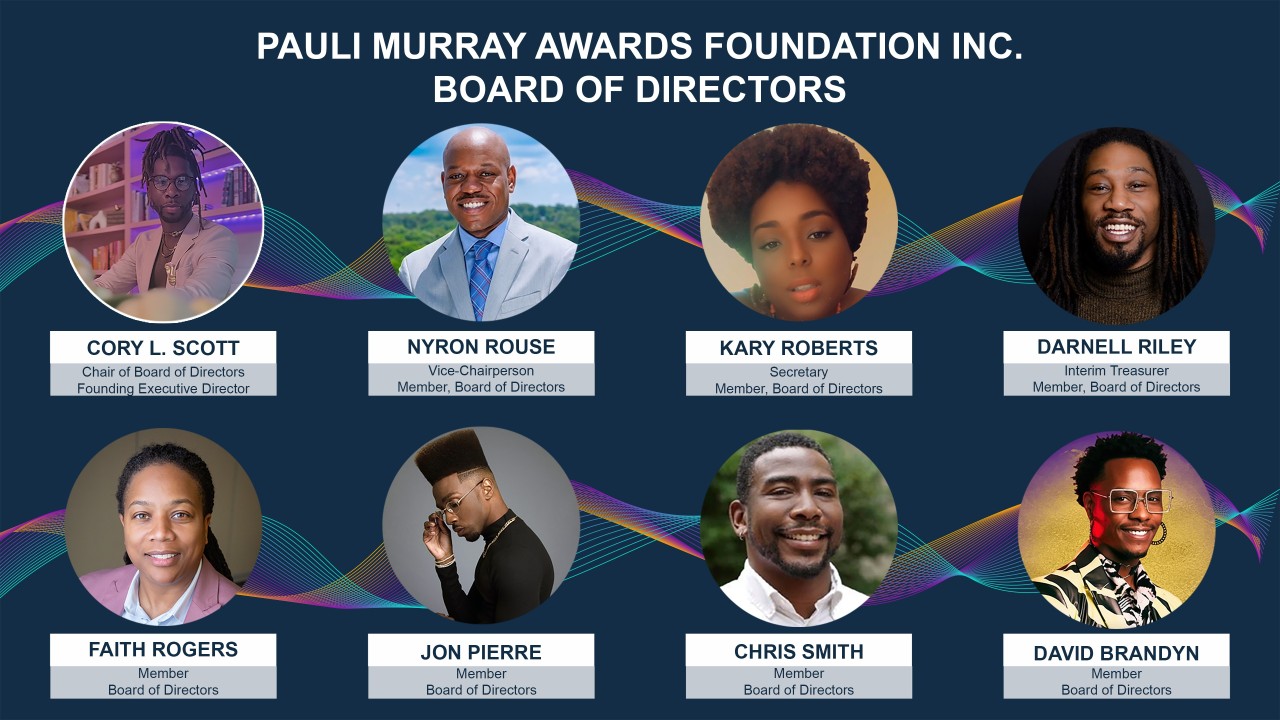 PAULI MURRAY AWARDS FOUNDATION INC.
BOARD OF DIRECTORS
CORY L. SCOTT
Chair of Board of Directors
Founding Executive Director
NYRON ROUSE
Vice-Chairperson
Member, Board of Directors
KARY ROBERTS
Secretary
Member, Board of Directors
DARNELL RILEY
Interim Treasurer
Member, Board of Directors
FAITH ROGERS
Member
Board of Directors
JON PIERRE
Member
Board of Directors
CHRIS SMITH
Member
Board of Directors
DAVID BRANDYN
Member
Board of Directors